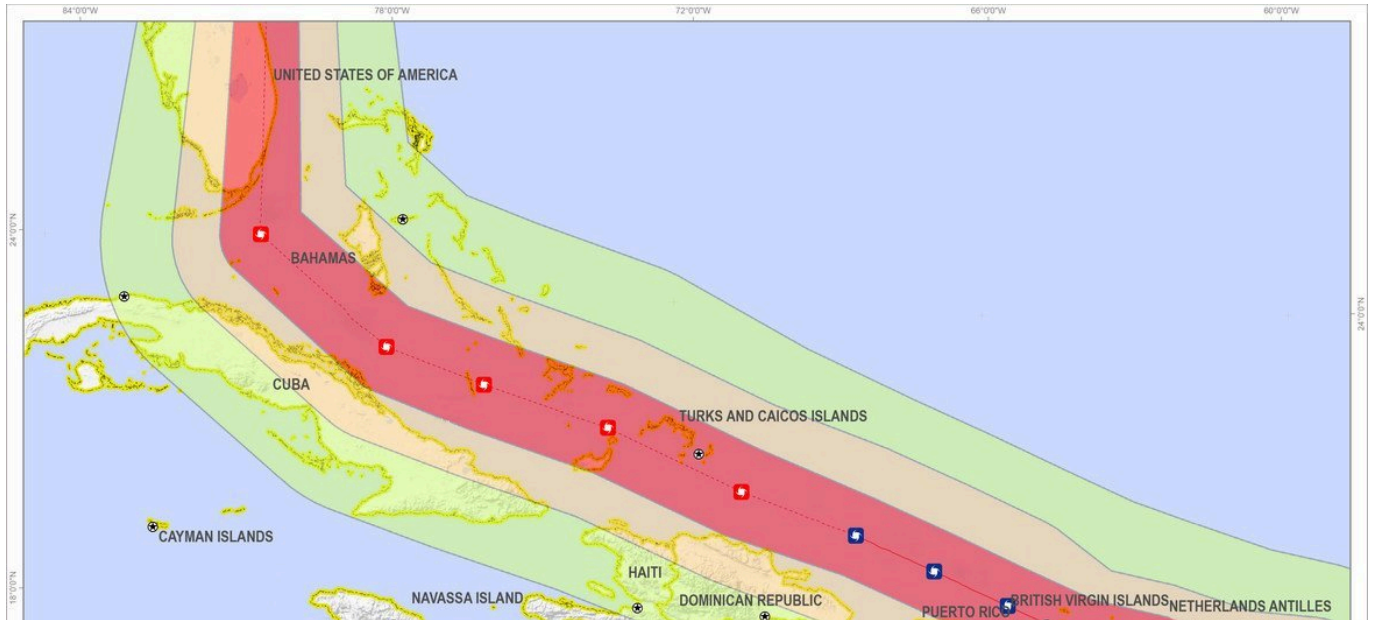 84°0'0"W
78°0'0"W
72°0'0"W
66°0'0"W
60°0'0"W
UNITED STATES OF AMERICA
24°0'0"N
BAHAMAS
24°0'0"N
CUBA
TURKS AND CAICOS ISLANDS
CAYMAN ISLANDS
HAITI
18°0'0"N
NAVASSA ISLAND
DOMINICAN REPUBLIC
BRITISH VIRGIN ISLANDS
NETHERLANDS ANTILLES
PUERTO RICO